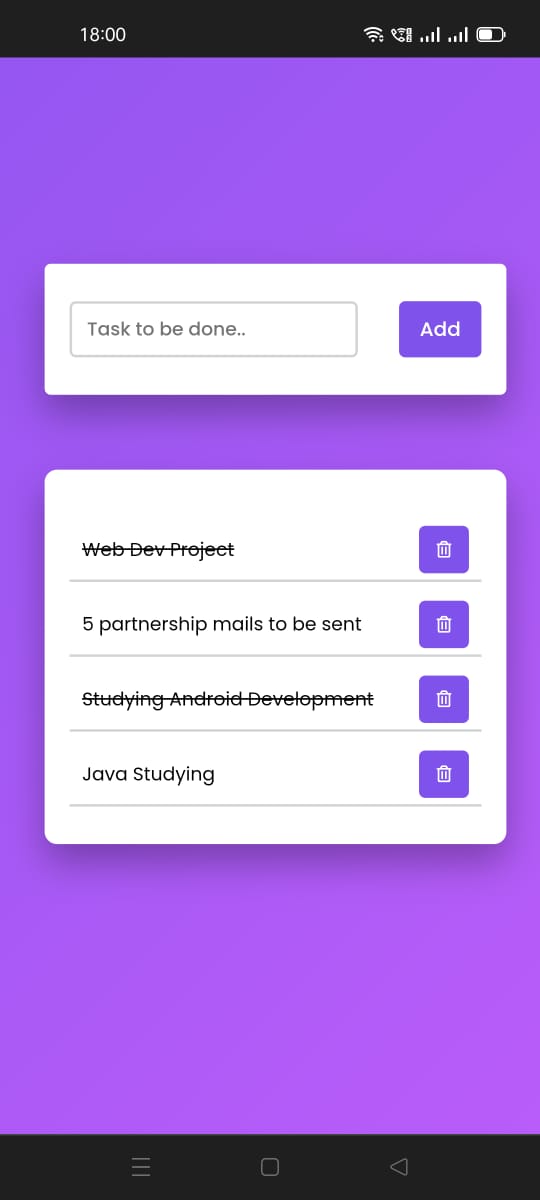 18:00
Task to be done..
Add
Web Dev Project
5 partnership mails to be sent
Studying Android Development
Java Studying